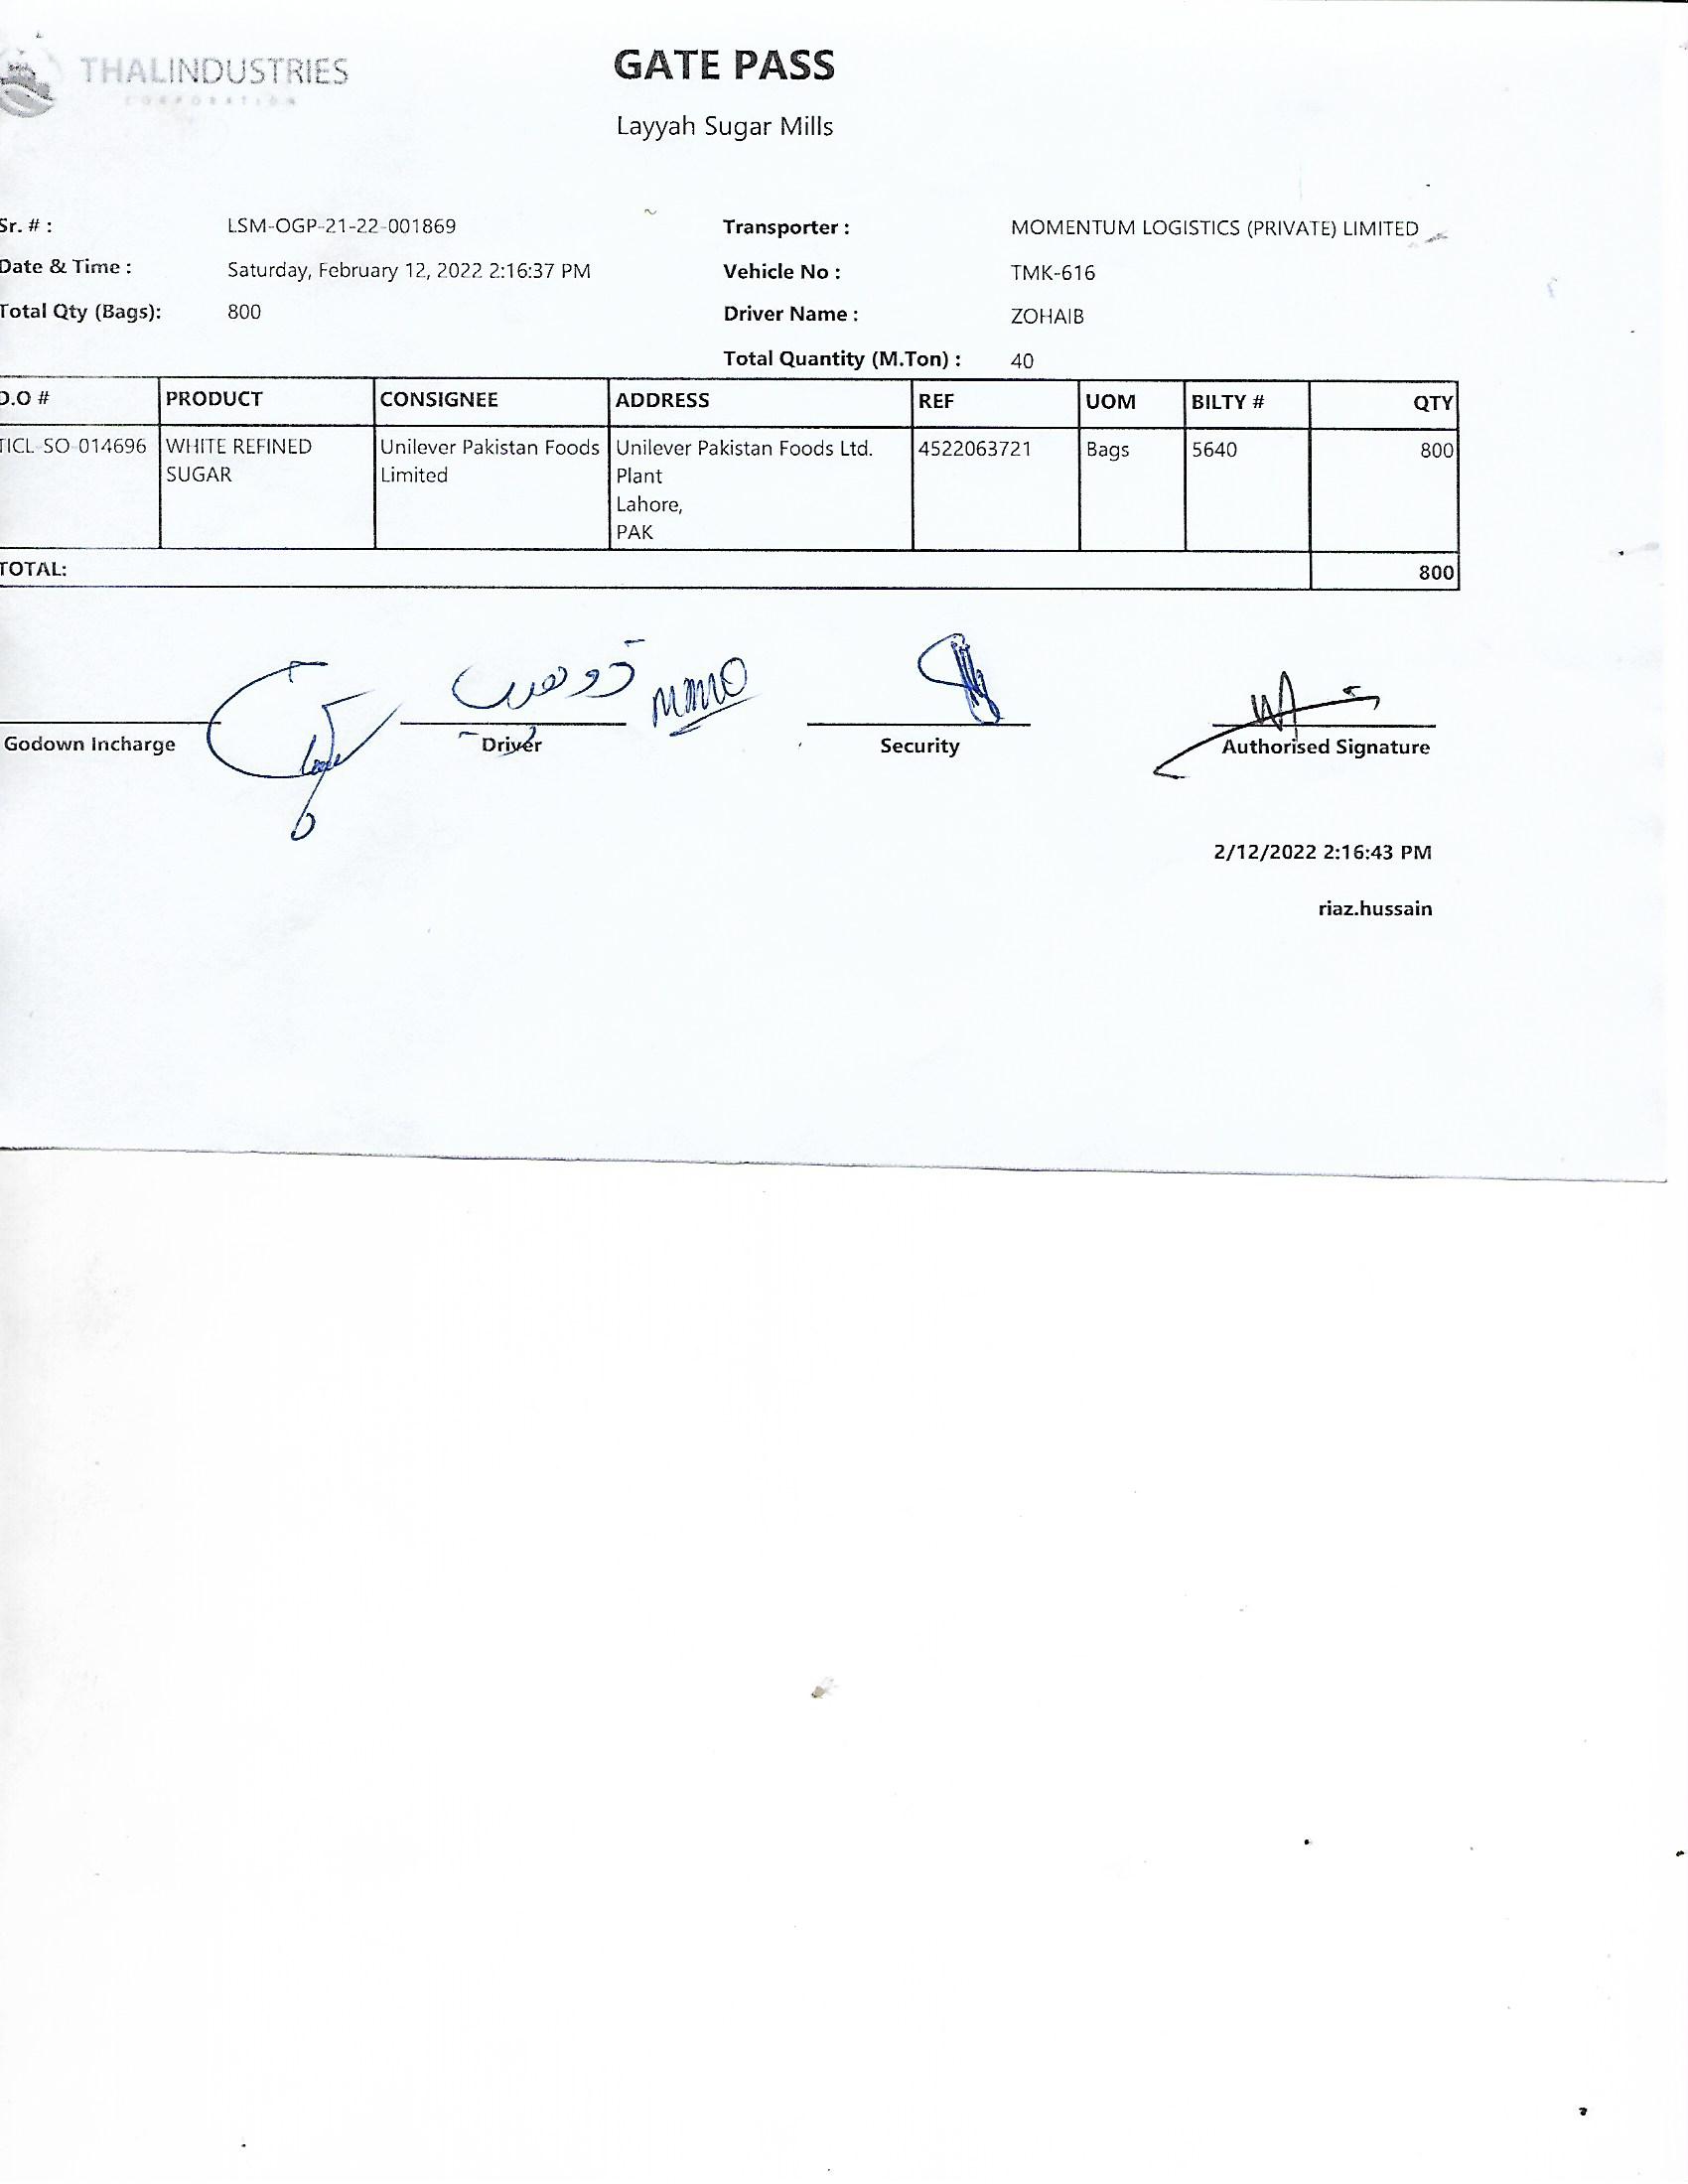 THALINDUSTRIES
CORPORATION
GATE PASS
Layyah Sugar Mills
Sr. # : LSM-OGP-21-22-001869 Transporter : MOMENTUM LOGISTICS (PRIVATE) LIMITED
Date & Time : Saturday, February 12, 2022 2:16:37 PM Vehicle No : TMK-616
Total Qty (Bags): 800 Driver Name : ZOHAIB
Total Quantity (M.Ton) : 40
D.O # PRODUCT CONSIGNEE ADDRESS REF UOM BILTY # QTY
TICL-SO-014696 WHITE REFINED Unilever Pakistan Foods Unilever Pakistan Foods Ltd. 4522063721 Bags 5640 800
SUGAR Limited Plant
Lahore,
PAK
TOTAL: 800
Godown Incharge Driver Security Authorised Signature
2/12/2022 2:16:43 PM
riaz.hussain